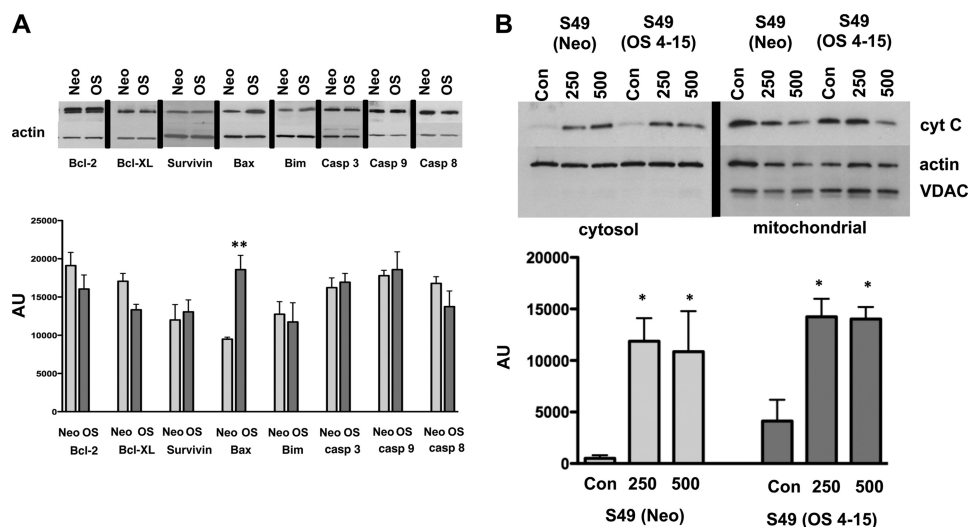 A
Neo OS Neo OS Neo OS Neo OS Neo OS Neo OS Neo OS Neo OS
actin
Bcl-2 Bcl-XL Survivin Bax Bim Casp 3 Casp 9 Casp 8
25000
20000
15000
10000
5000
0
AU
**
Neo OS Neo OS Neo OS Neo OS Neo OS Neo OS Neo OS Neo OS
Bcl-2 Bcl-XL Survivin Bax Bim casp 3 casp 9 casp 8
B
S49 S49 S49 S49
(Neo) (OS 4-15) (Neo) (OS 4-15)
Con 250 500 Con 250 500 Con 250 500 Con 250 500
cyt C
actin
VDAC
cytosol mitochondrial
20000
15000
10000
5000
0
AU
* * * *
Con 250 500 Con 250 500
S49 (Neo) S49 (OS 4-15)